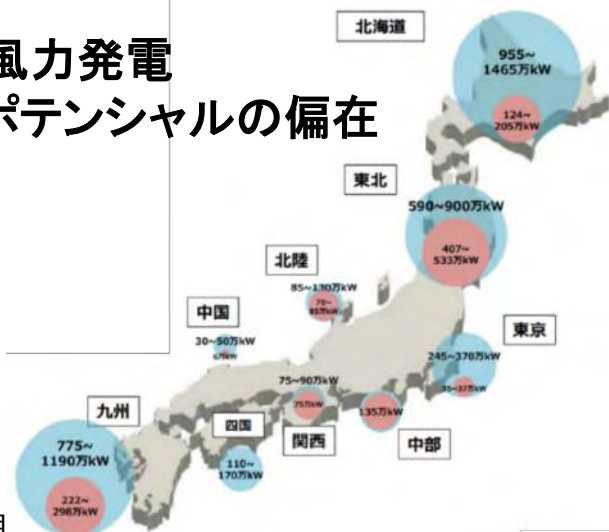 風力発電
ポテンシャルの偏在
北海道
955~
1465万kW
124~
205万kW
東北
590~900万kW
407~
533万kW
北陸
85~130万kW
中国
30~50万kW
東京
245~370万kW
75~90万kW
75万kW
関西
135万kW
中部
四国
110~
170万kW
九州
775~
1190万kW
222~
298万kW